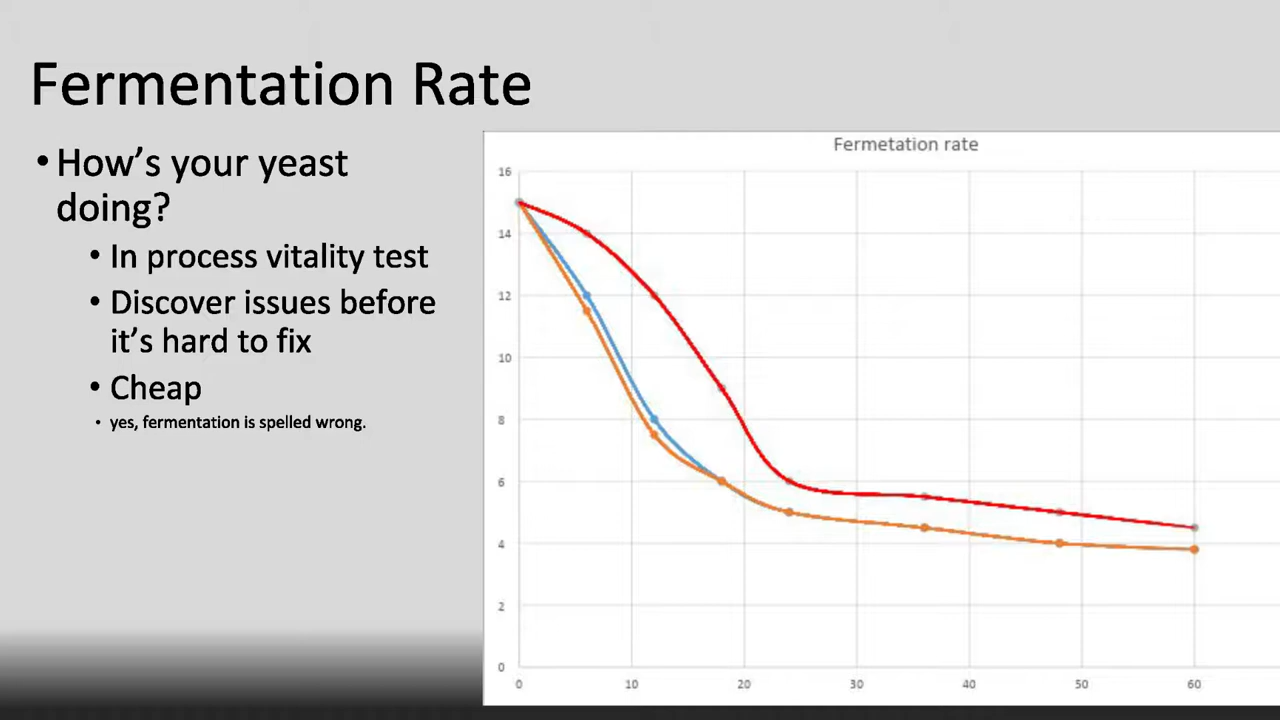 Fermentation Rate
• How's your yeast
doing?
• In process vitality test
• Discover issues before
it's hard to fix
• Cheap
• yes, fermentation is spelled wrong.
Fermetation rate
16
14
12
10
8
6
4
2
0
0 10 20 30 40 50 60